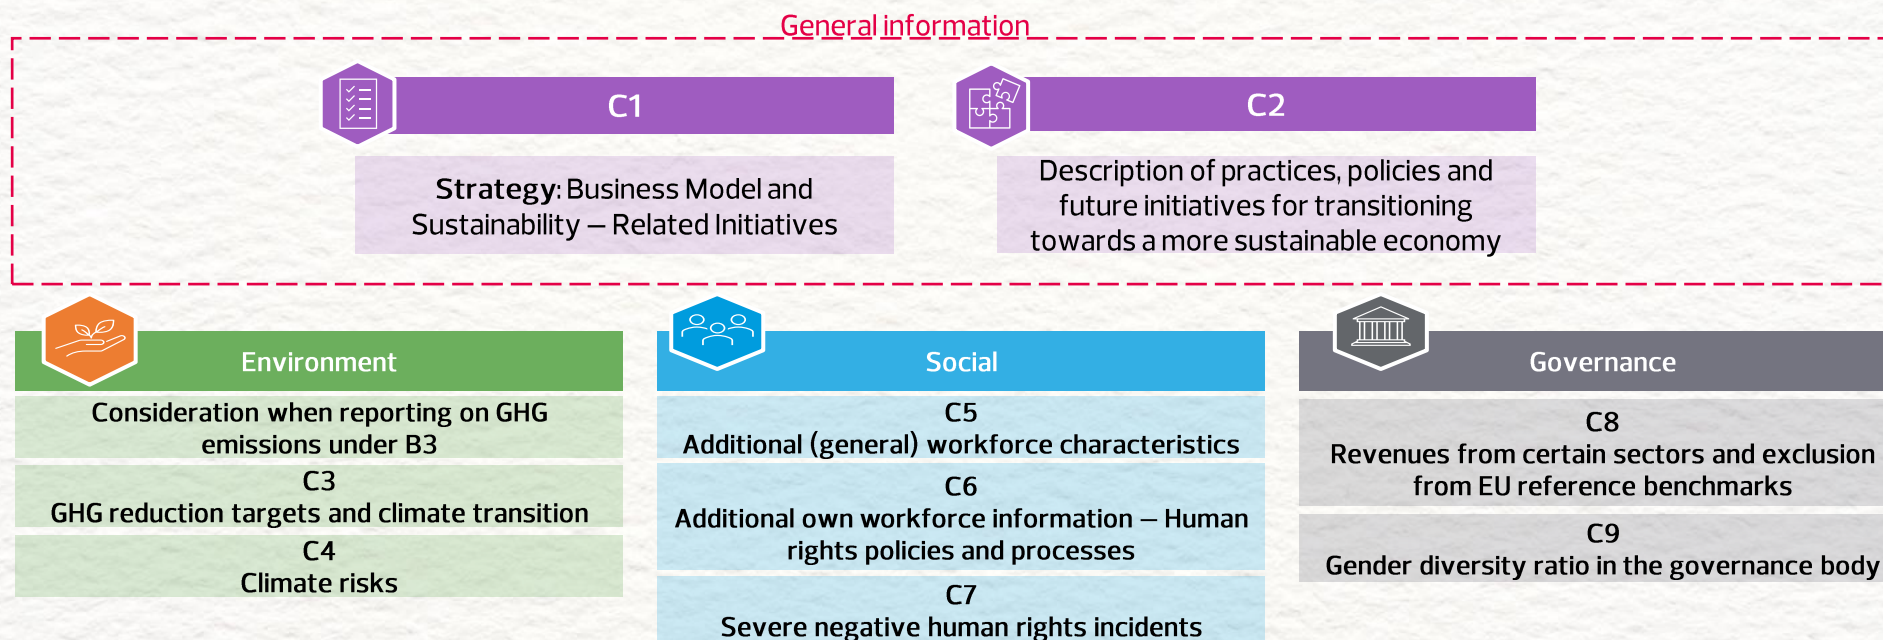 General information
C1
C2
Strategy: Business Model and
Sustainability – Related Initiatives
Description of practices, policies and
future initiatives for transitioning
towards a more sustainable economy
Environment
Consideration when reporting on GHG
emissions under B3
C3
GHG reduction targets and climate transition
C4
Climate risks
Social
C5
Additional (general) workforce characteristics
C6
Additional own workforce information – Human
rights policies and processes
C7
Severe negative human rights incidents
Governance
C8
Revenues from certain sectors and exclusion
from EU reference benchmarks
C9
Gender diversity ratio in the governance body